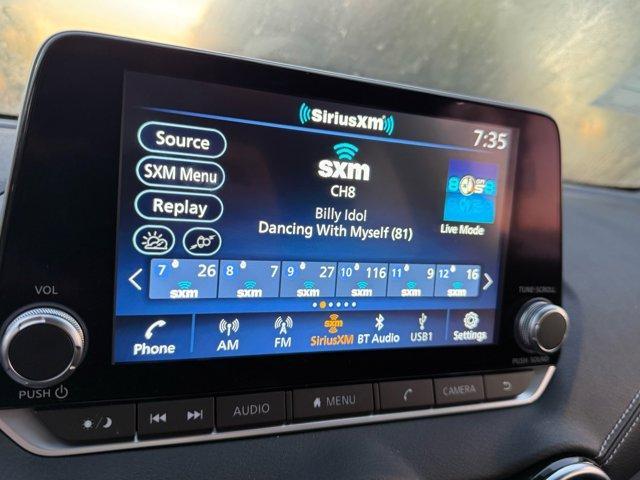 SiriusXM
7:35
Source
SXM Menu
Replay
sxm
CH8
Billy Idol
Dancing With Myself (81)
Live Mode
7 26 8 7 9 27 10 116 11 9 12 16
sxm sxm sxm sxm sxm sxm
Phone AM FM SiriusXM BT Audio USB1 Settings
VOL
PUSH
TUNE·SCROLL
PUSH·SOUND
AUDIO MENU CAMERA